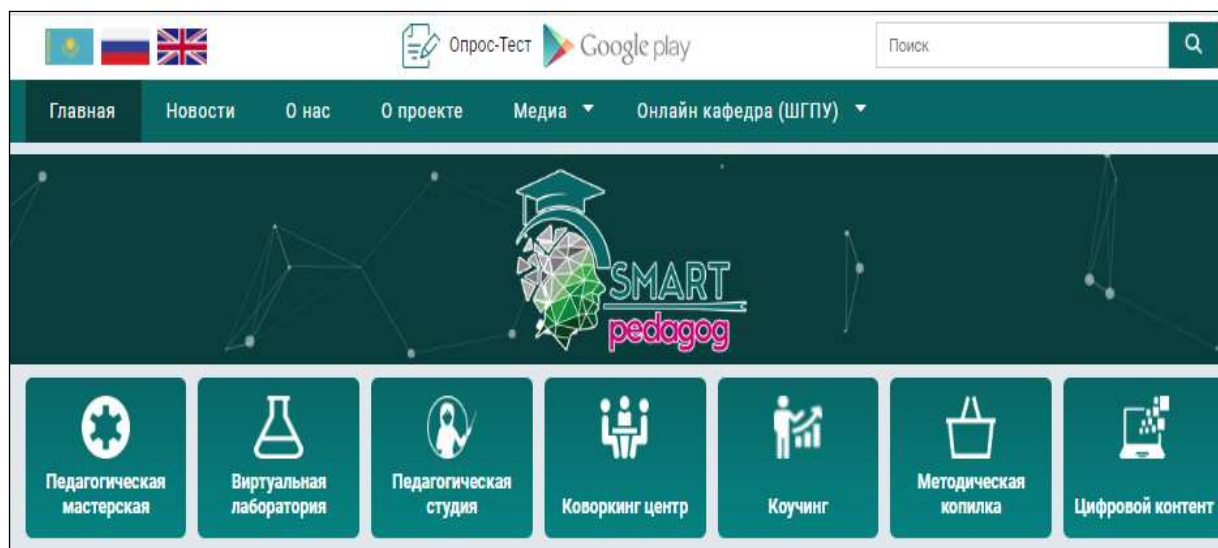 Опрос-Тест
Google play
Поиск
Главная
Новости
О нас
О проекте
Медиа
Онлайн кафедра (ШГПУ)
SMART
pedagog
Педагогическая
мастерская
Виртуальная
лаборатория
Педагогическая
студия
Коворкинг центр
Коучинг
Методическая
копилка
Цифровой контент